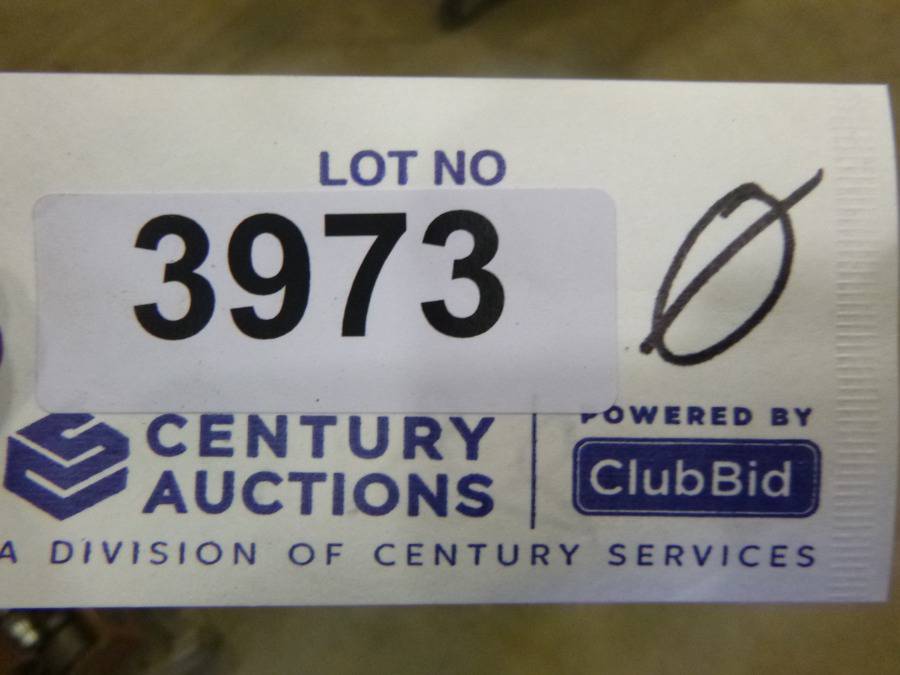 LOT NO
3973 Ø
CENTURY
AUCTIONS
POWERED BY
ClubBid
A DIVISION OF CENTURY SERVICES